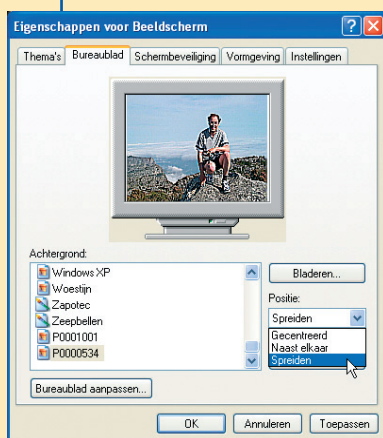 Eigenschappen voor Beeldscherm
Thema's Bureaublad Schermbeveiliging Vormgeving Instellingen
Achtergrond:
Windows XP
Woestijn
Zapotec
Zeepbellen
P0001001
P0000534
Bladeren...
Positie:
Spreiden
Gecentreerd
Naast elkaar
Spreiden
Bureaublad aanpassen...
OK Annuleren Toepassen